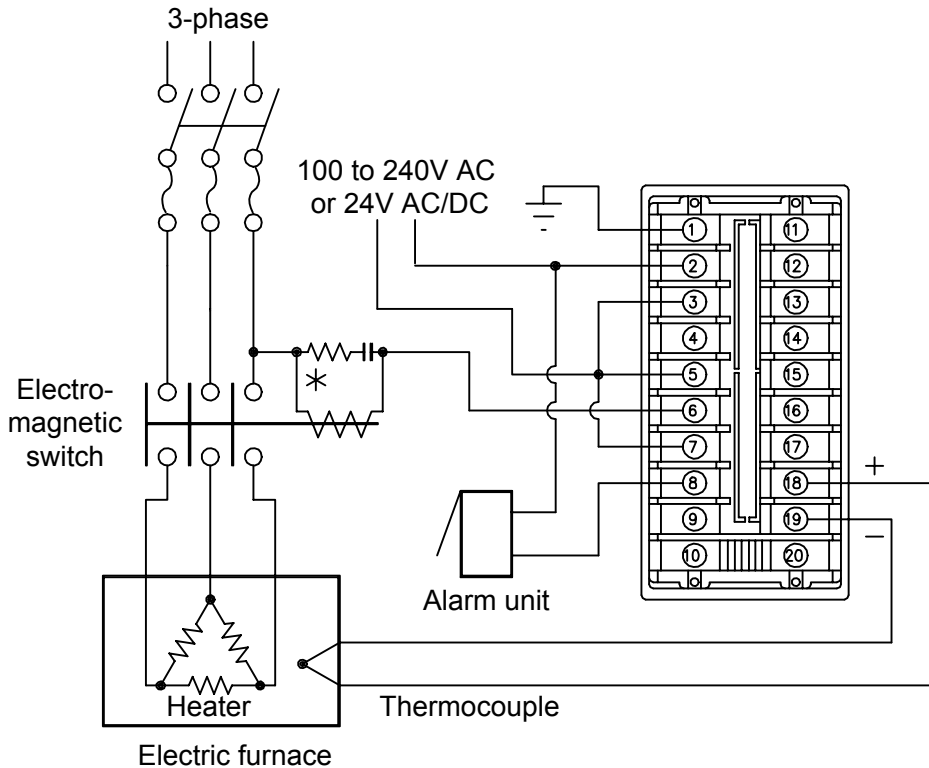 3-phase
100 to 240V AC
or 24V AC/DC
Electro-
magnetic
switch
Alarm unit
Heater
Thermocouple
Electric furnace
1
2
3
4
5
6
7
8
9
10
11
12
13
14
15
16
17
18
19
20
+
−